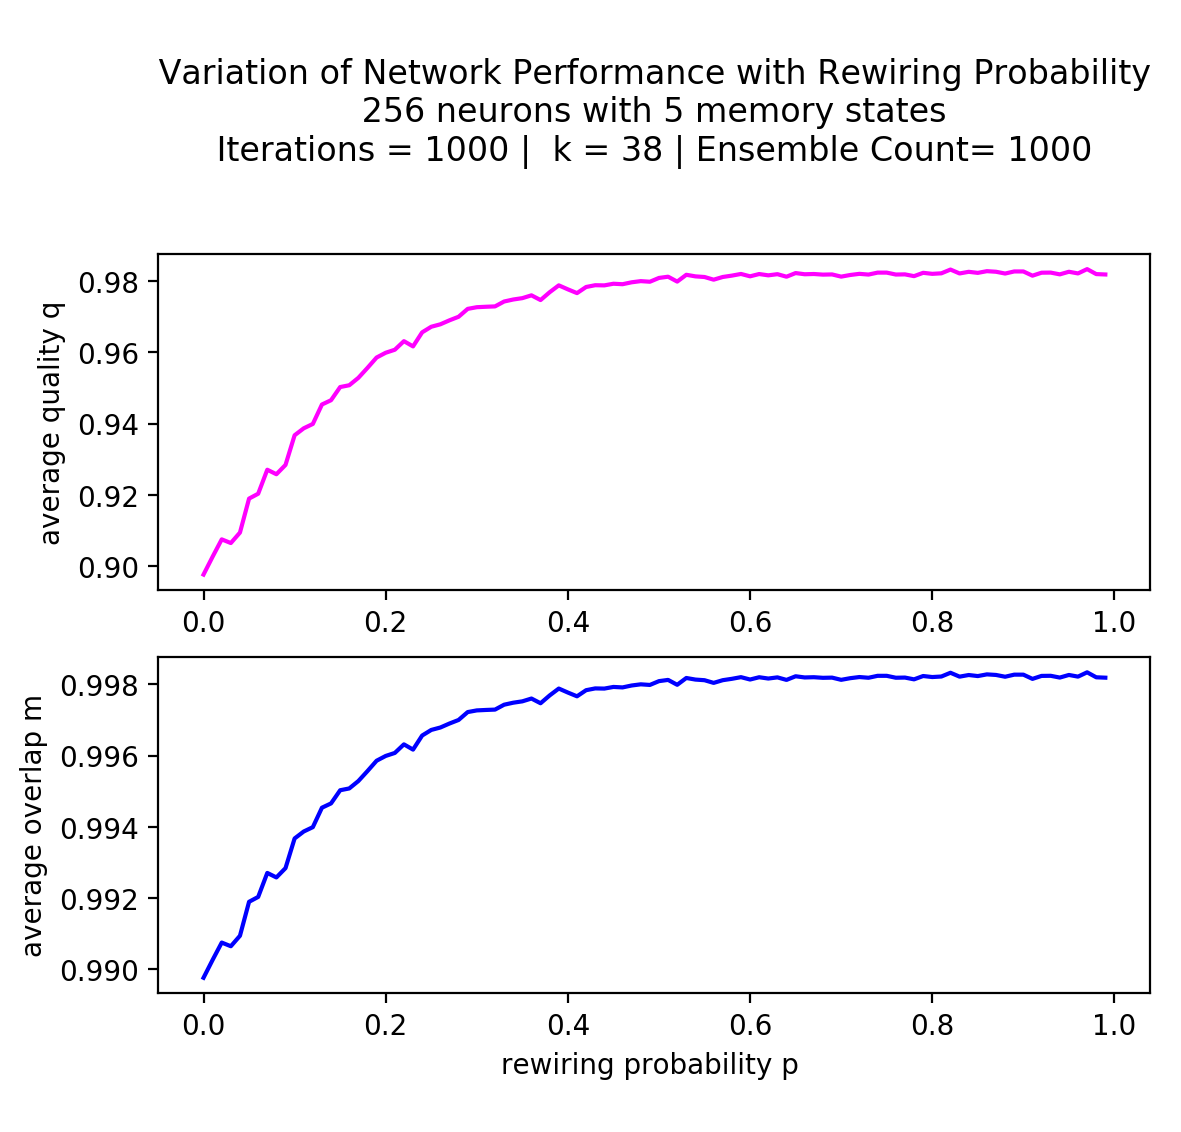 Variation of Network Performance with Rewiring Probability
256 neurons with 5 memory states
Iterations = 1000 |  k = 38 | Ensemble Count= 1000
average quality q
0.98
0.96
0.94
0.92
0.90
0.0 0.2 0.4 0.6 0.8 1.0
average overlap m
0.998
0.996
0.994
0.992
0.990
0.0 0.2 0.4 0.6 0.8 1.0
rewiring probability p